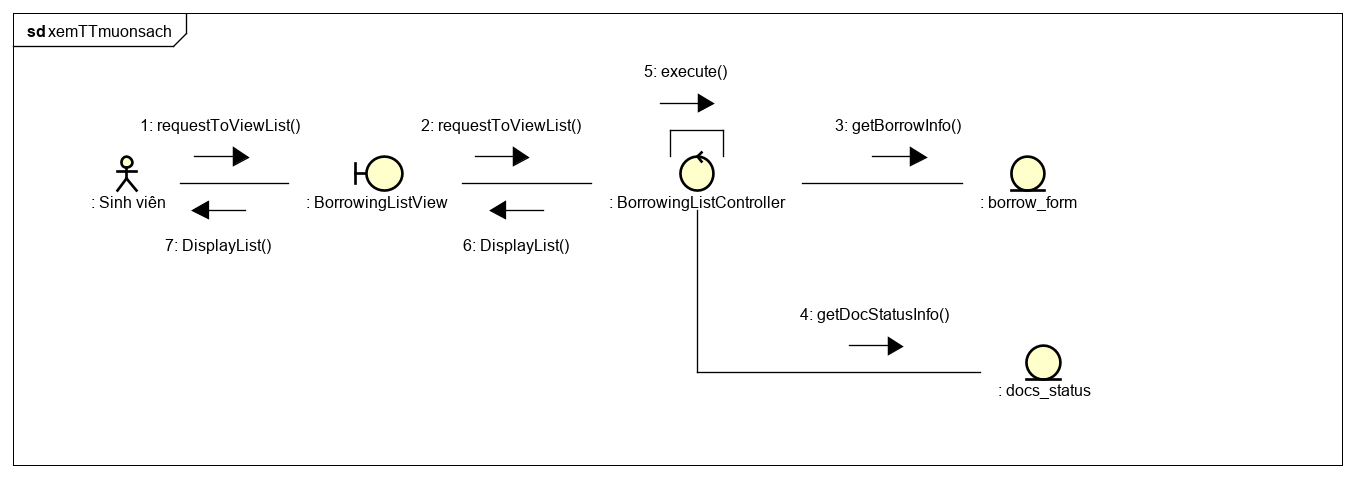 sd xemTTmuonsach
5: execute()
1: requestToViewList()
2: requestToViewList()
3: getBorrowInfo()
: Sinh viên
: BorrowingListView
: BorrowingListController
: borrow_form
7: DisplayList()
6: DisplayList()
4: getDocStatusInfo()
: docs_status